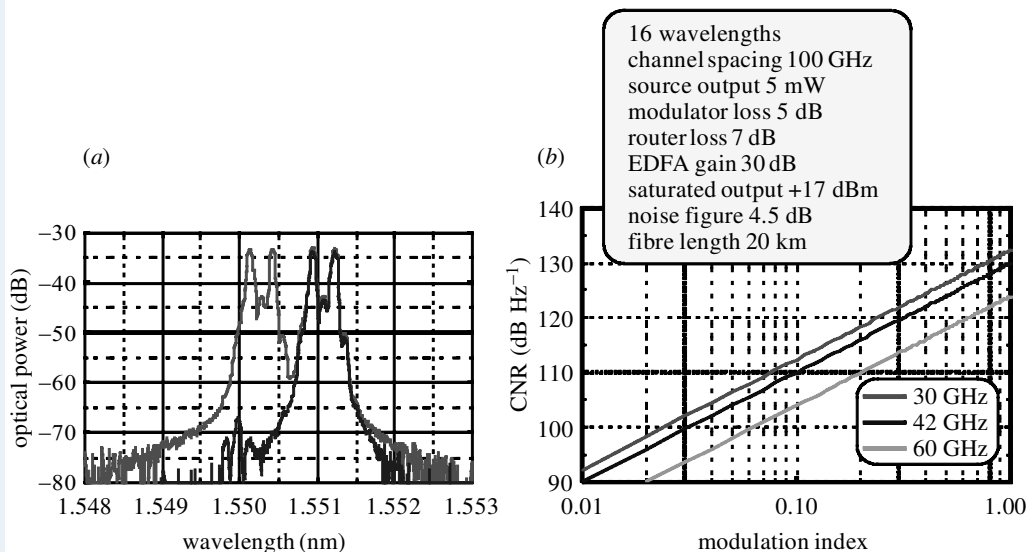 16 wavelengths
channel spacing 100 GHz
source output 5 mW
modulator loss 5 dB
router loss 7 dB
EDFA gain 30 dB
saturated output +17 dBm
noise figure 4.5 dB
fibre length 20 km
(a)
−30
−40
−50
−60
−70
−80
optical power (dB)
1.548 1.549 1.550 1.551 1.552 1.553
wavelength (nm)
(b)
140
130
120
110
100
90
CNR (dB Hz⁻¹)
30 GHz
42 GHz
60 GHz
0.01 0.10 1.00
modulation index